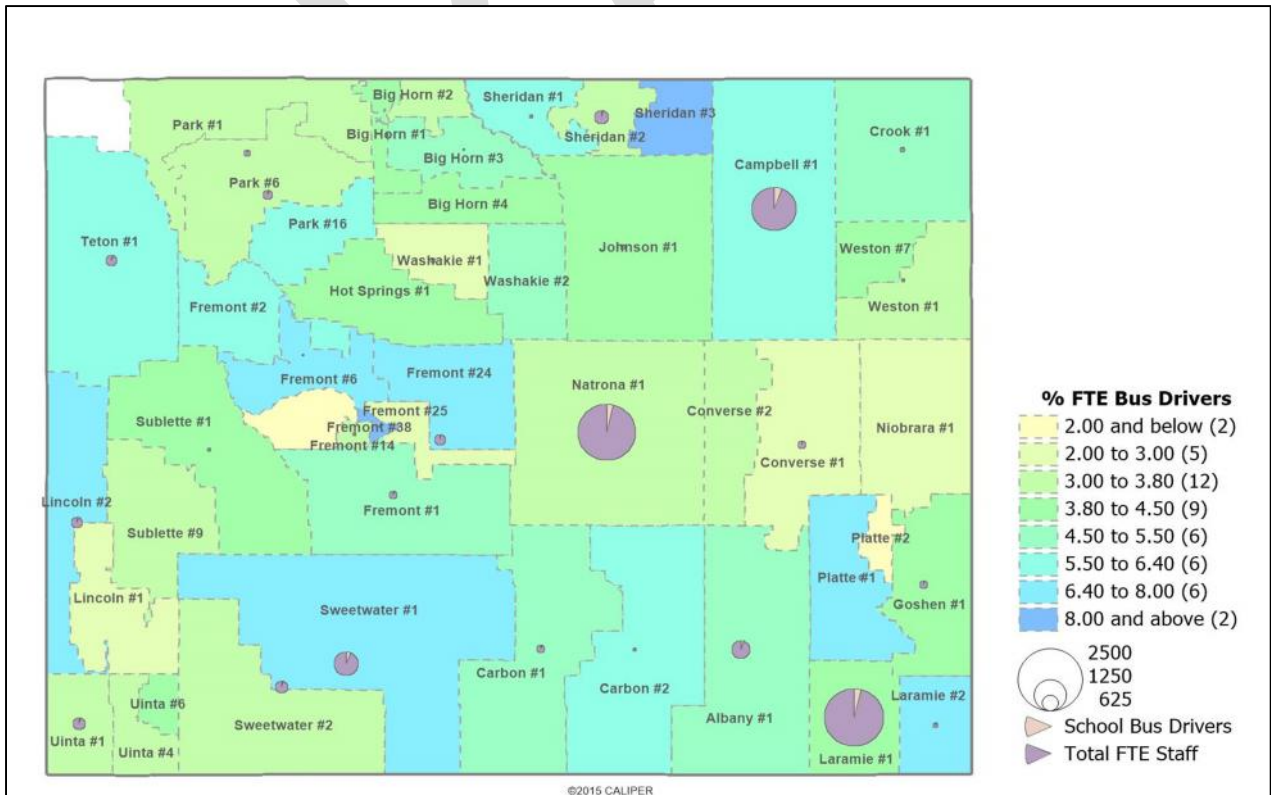 Big Horn #2
Sheridan #1
Sheridan #3
Park #1
Big Horn #1
Sheridan #2
Crook #1
Big Horn #3
Campbell #1
Park #6
Big Horn #4
Park #16
Teton #1
Johnson #1
Weston #7
Washakie #1
Washakie #2
Hot Springs #1
Fremont #2
Weston #1
Fremont #6
Fremont #24
Natrona #1
Fremont #25
Converse #2
Sublette #1
Fremont #38
Niobrara #1
Fremont #14
Converse #1
Lincoln #2
Fremont #1
Sublette #9
Platte #2
Platte #1
Lincoln #1
Goshen #1
Sweetwater #1
Carbon #1
Carbon #2
Laramie #2
Uinta #6
Albany #1
Sweetwater #2
Uinta #1
Uinta #4
Laramie #1
% FTE Bus Drivers
2.00 and below (2)
2.00 to 3.00 (5)
3.00 to 3.80 (12)
3.80 to 4.50 (9)
4.50 to 5.50 (6)
5.50 to 6.40 (6)
6.40 to 8.00 (6)
8.00 and above (2)
2500
1250
625
School Bus Drivers
Total FTE Staff
©2015 CALIPER